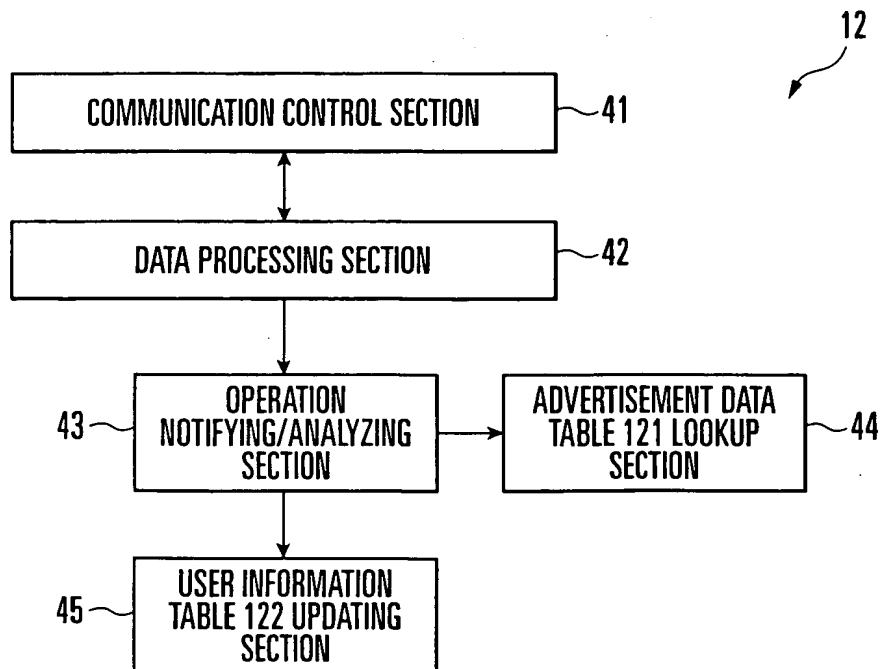 12
COMMUNICATION CONTROL SECTION
41
DATA PROCESSING SECTION
42
43
OPERATION
NOTIFYING/ANALYZING
SECTION
ADVERTISEMENT DATA
TABLE 121 LOOKUP
SECTION
44
45
USER INFORMATION
TABLE 122 UPDATING
SECTION